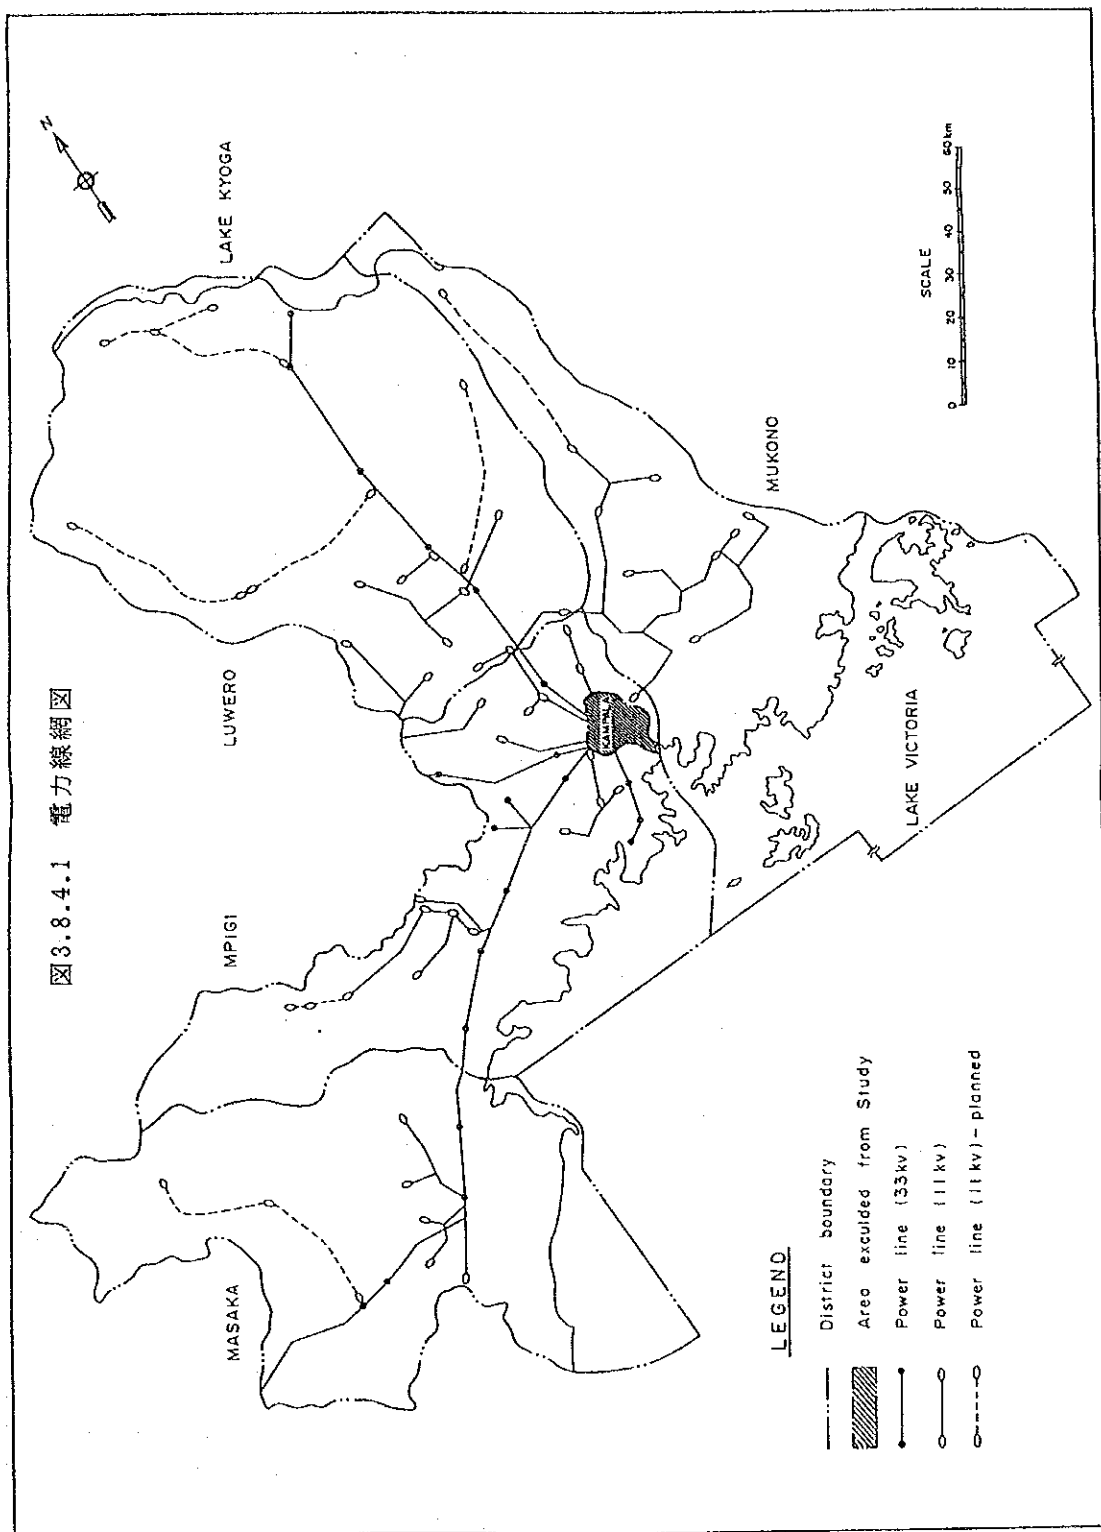 図3.8.4.1 電力線網図
N
LAKE KYOGA
LUWERO
MPIGI
MASAKA
KAMPALA
MUKONO
LAKE VICTORIA
SCALE
0 10 20 30 40 50 60km
LEGEND
District boundary
Area exculded from Study
Power line (33kv)
Power line (11kv)
Power line (11kv)-planned